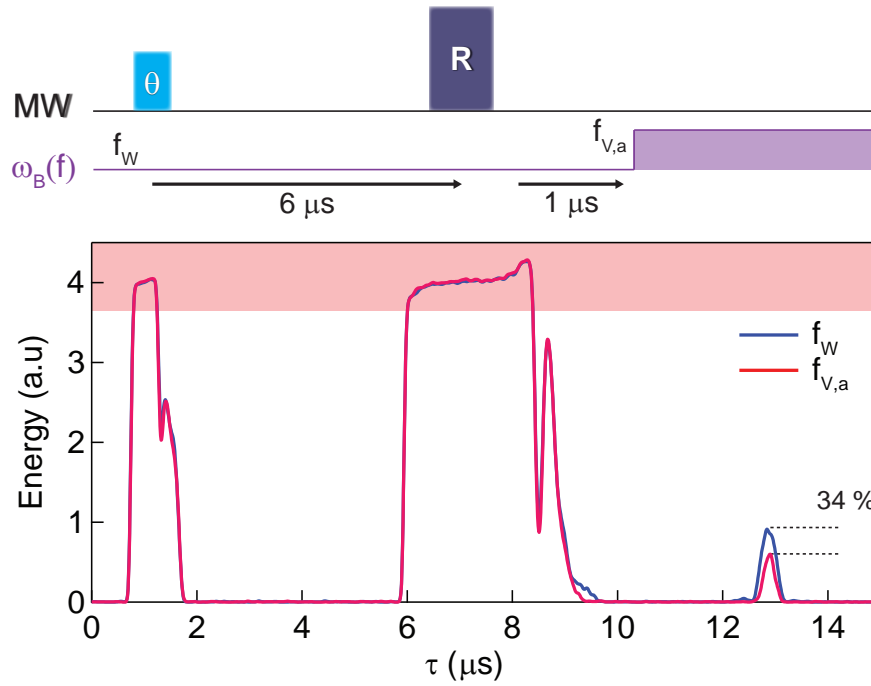 θ
R
MW
f_W
f_V,a
ω_B(f)
6 μs
1 μs
4
3
2
1
0
Energy (a.u)
f_W
f_V,a
34 %
0 2 4 6 8 10 12 14
τ (μs)